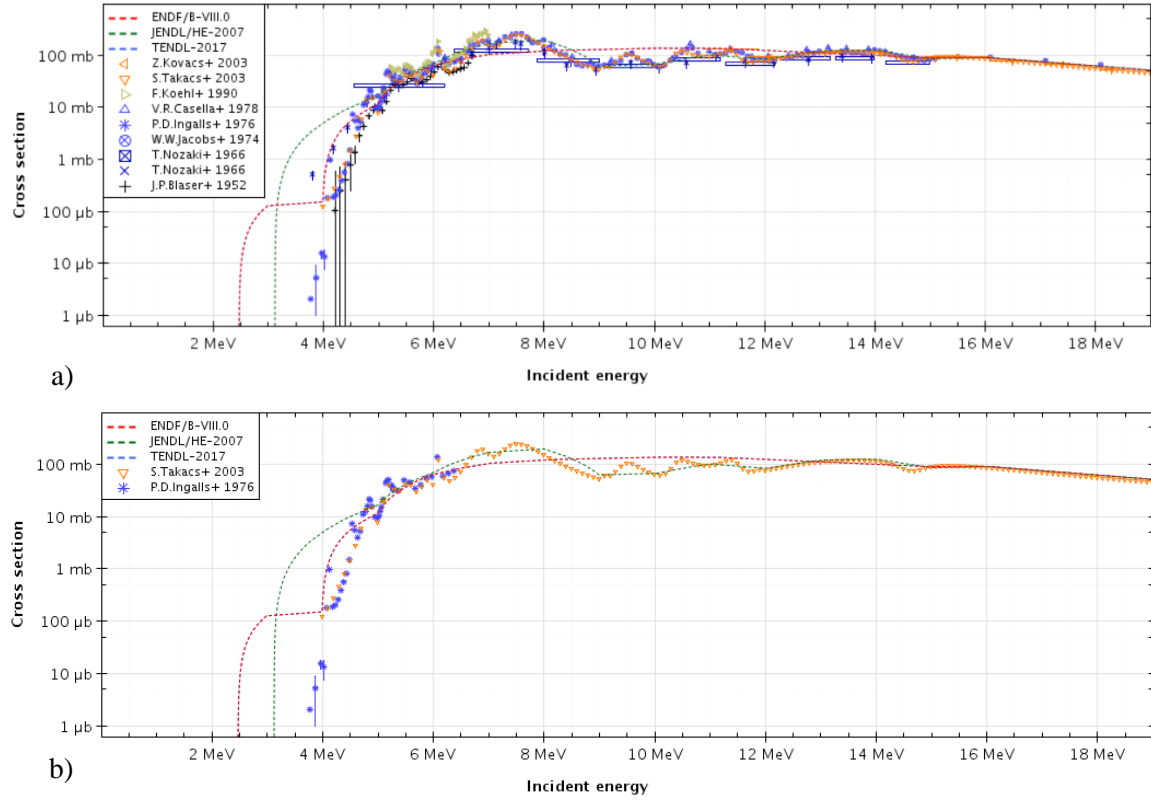 ENDF/B-VIII.0
JENDL/HE-2007
TENDL-2017
Z.Kovacs+ 2003
S.Takacs+ 2003
F.Koehl+ 1990
V.R.Casella+ 1978
P.D.Ingalls+ 1976
W.W.Jacobs+ 1974
T.Nozaki+ 1966
T.Nozaki+ 1966
J.P.Blaser+ 1952
Cross section
100 mb
10 mb
1 mb
100 µb
10 µb
1 µb
2 MeV 4 MeV 6 MeV 8 MeV 10 MeV 12 MeV 14 MeV 16 MeV 18 MeV
Incident energy
a)
ENDF/B-VIII.0
JENDL/HE-2007
TENDL-2017
S.Takacs+ 2003
P.D.Ingalls+ 1976
Cross section
100 mb
10 mb
1 mb
100 µb
10 µb
1 µb
2 MeV 4 MeV 6 MeV 8 MeV 10 MeV 12 MeV 14 MeV 16 MeV 18 MeV
Incident energy
b)